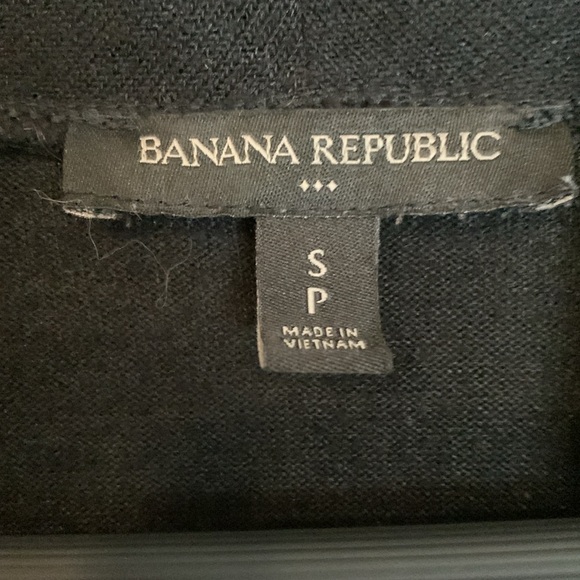 BANANA REPUBLIC
S
P
MADE IN
VIETNAM